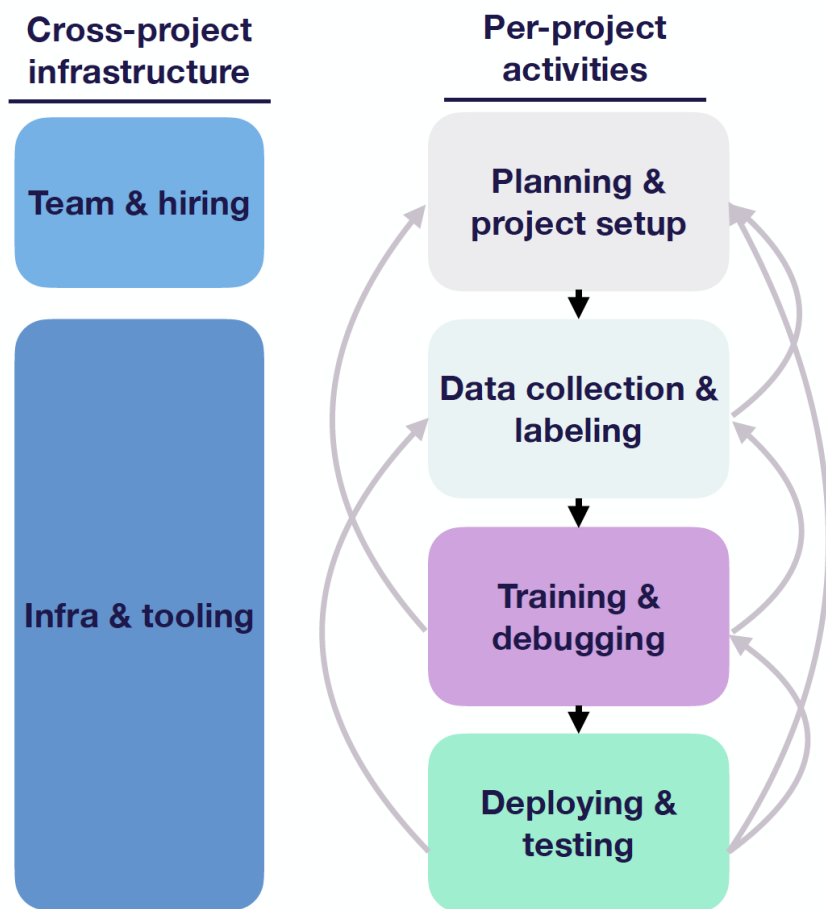 Cross-project
infrastructure
Team & hiring
Infra & tooling
Per-project
activities
Planning &
project setup
Data collection &
labeling
Training &
debugging
Deploying &
testing